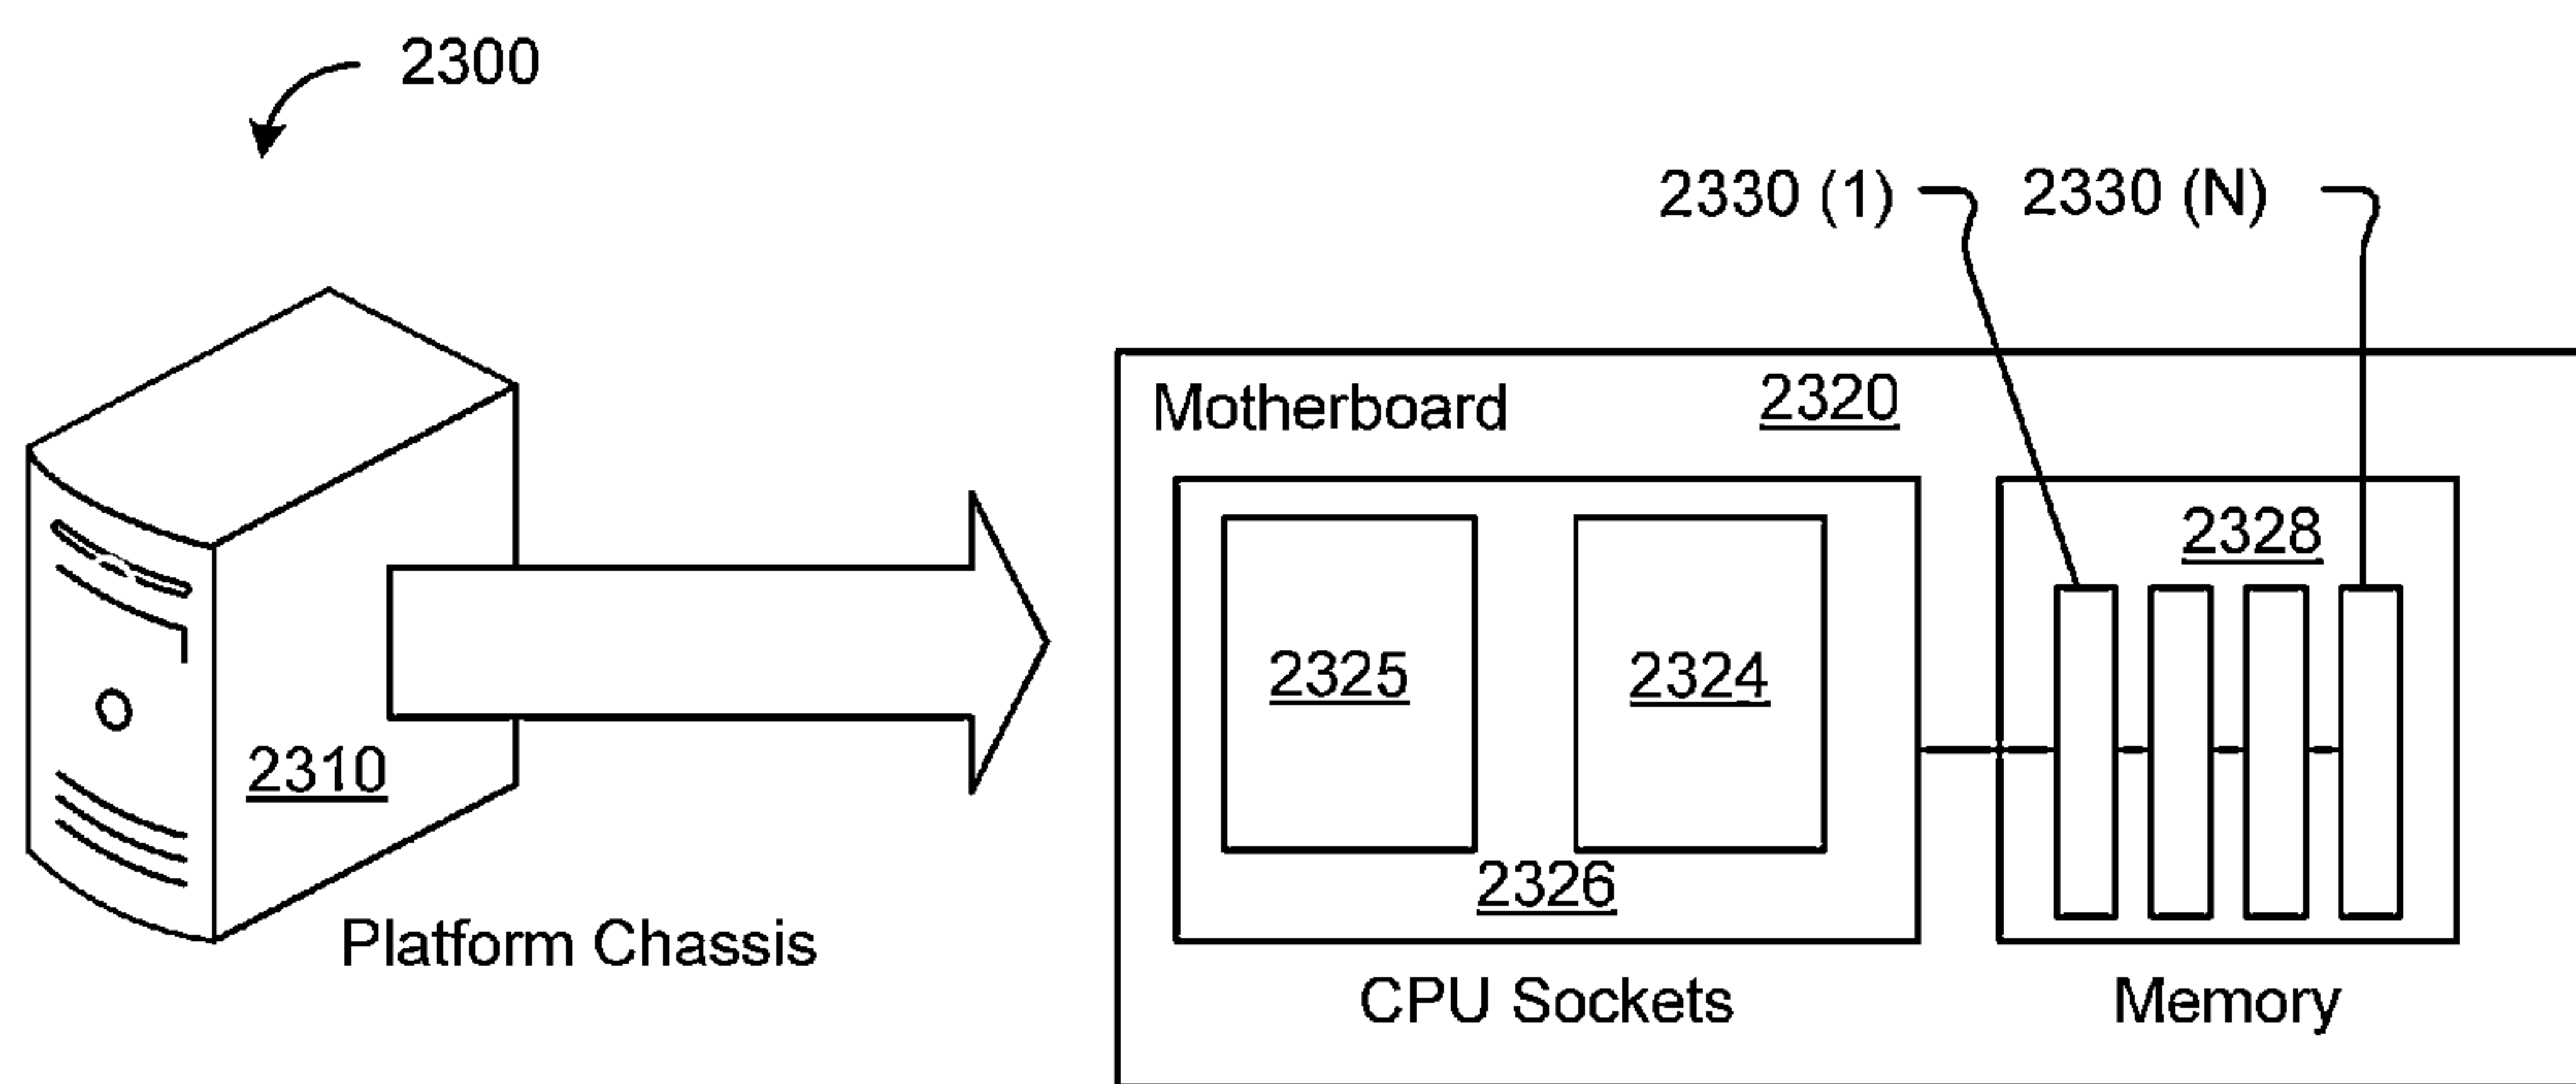 2300
2330 (1) 2330 (N)
Motherboard 2320
2328
2325 2324
2310
2326
Platform Chassis
CPU Sockets Memory